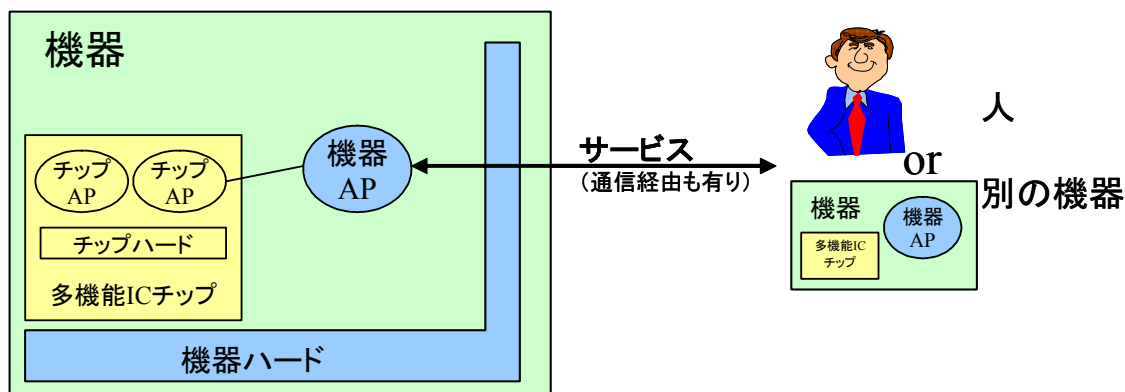 機器
チップ
AP
チップ
AP
機器
AP
チップハード
多機能ICチップ
機器ハード
サービス
(通信経由も有り)
人
or
別の機器
機器
機器
AP
多機能IC
チップ